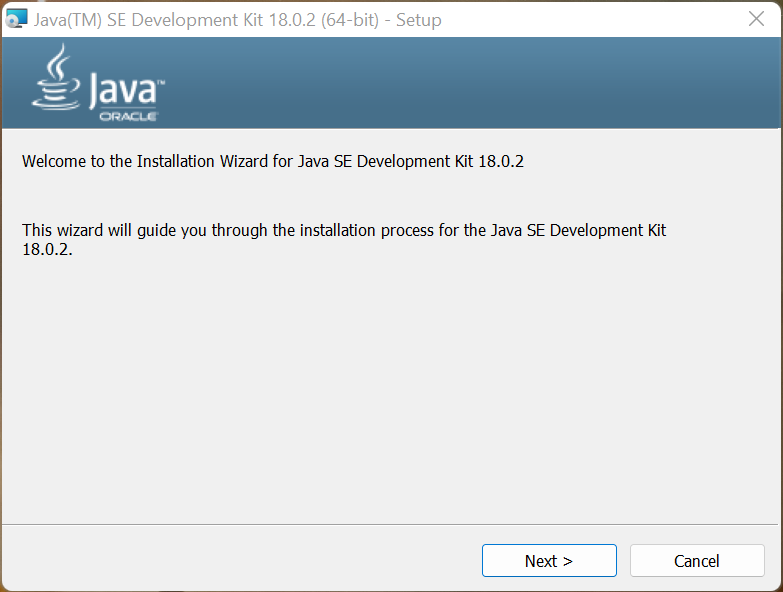 Java(TM) SE Development Kit 18.0.2 (64-bit) - Setup
Java™
ORACLE
Welcome to the Installation Wizard for Java SE Development Kit 18.0.2
This wizard will guide you through the installation process for the Java SE Development Kit
18.0.2.
Next >
Cancel